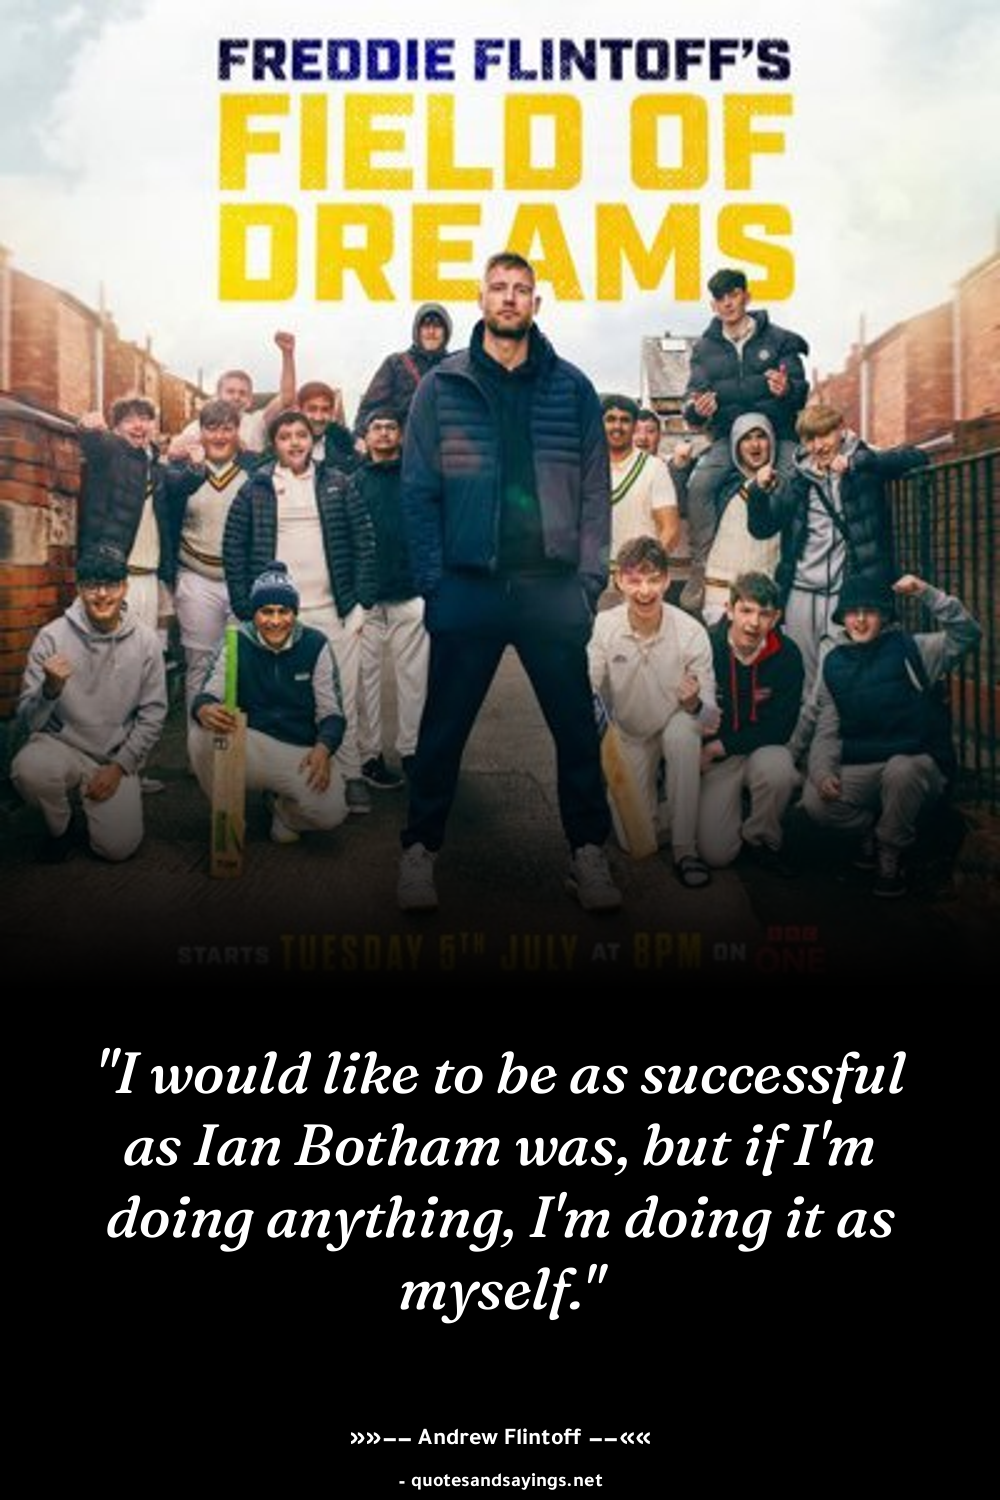 FREDDIE FLINTOFF'S
FIELD OF
DREAMS
STARTS TUESDAY 5TH JULY AT 8PM ON BBC ONE
"I would like to be as successful
as Ian Botham was, but if I'm
doing anything, I'm doing it as
myself."
»»−− Andrew Flintoff −−««
- quotesandsayings.net